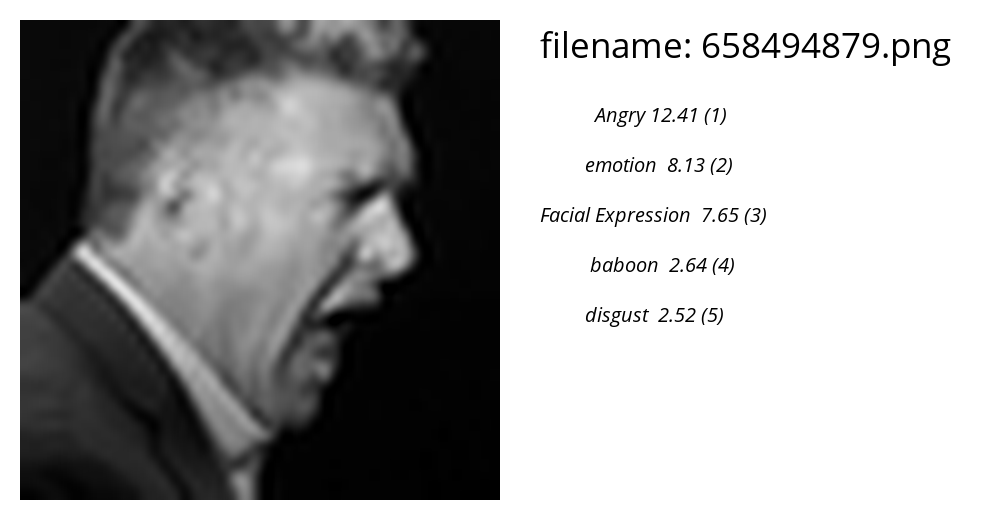 filename: 658494879.png
Angry 12.41 (1)
emotion 8.13 (2)
Facial Expression 7.65 (3)
baboon 2.64 (4)
disgust 2.52 (5)